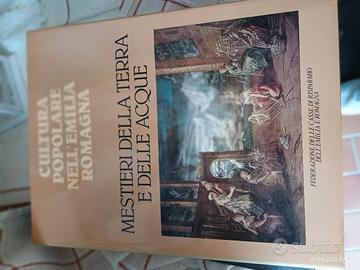 CULTURA
POPOLARE
NELL'EMILIA
ROMAGNA
MESTIERI DELLA TERRA
E DELLE ACQUE
FEDERAZIONE DELLE CASSE DI RISPARMIO
DELL'EMILIA E ROMAGNA
subito